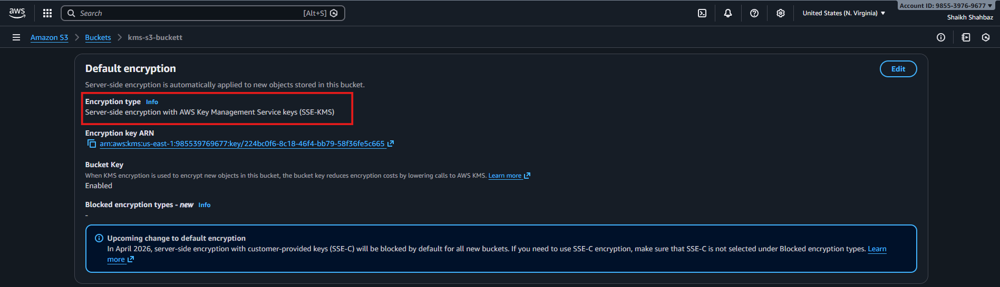 aws
Search [Alt+S]
United States (N. Virginia)
Account ID: 9855-3976-9677
Shaikh Shahbaz
Amazon S3 > Buckets > kms-s3-buckett
Default encryption
Edit
Server-side encryption is automatically applied to new objects stored in this bucket.
Encryption type Info
Server-side encryption with AWS Key Management Service keys (SSE-KMS)
Encryption key ARN
arn:aws:kms:us-east-1:985539769677:key/224bc0f6-8c18-46f4-bb79-58f36fe5c665
Bucket Key
When KMS encryption is used to encrypt new objects in this bucket, the bucket key reduces encryption costs by lowering calls to AWS KMS. Learn more
Enabled
Blocked encryption types - new Info
-
Upcoming change to default encryption
In April 2026, server-side encryption with customer-provided keys (SSE-C) will be blocked by default for all new buckets. If you need to use SSE-C encryption, make sure that SSE-C is not selected under Blocked encryption types. Learn
more